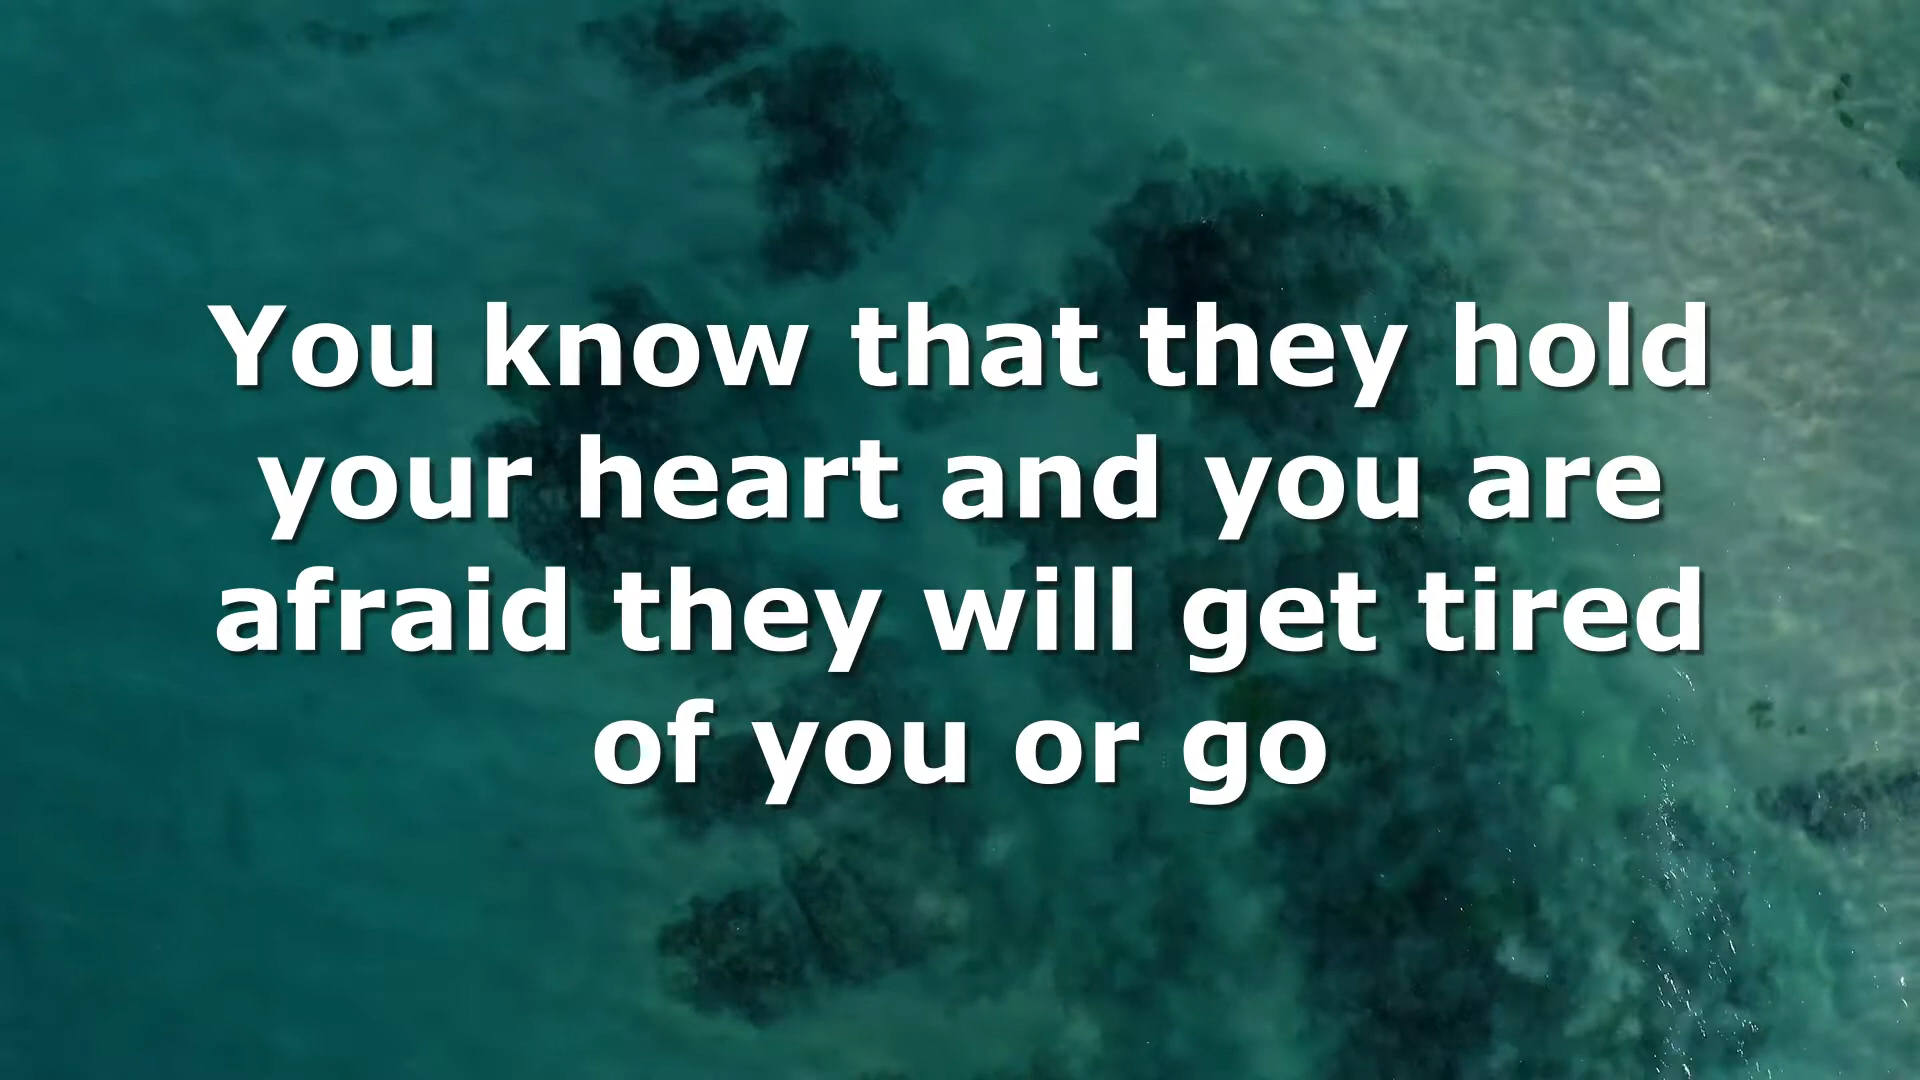 You know that they hold
your heart and you are
afraid they will get tired
of you or go